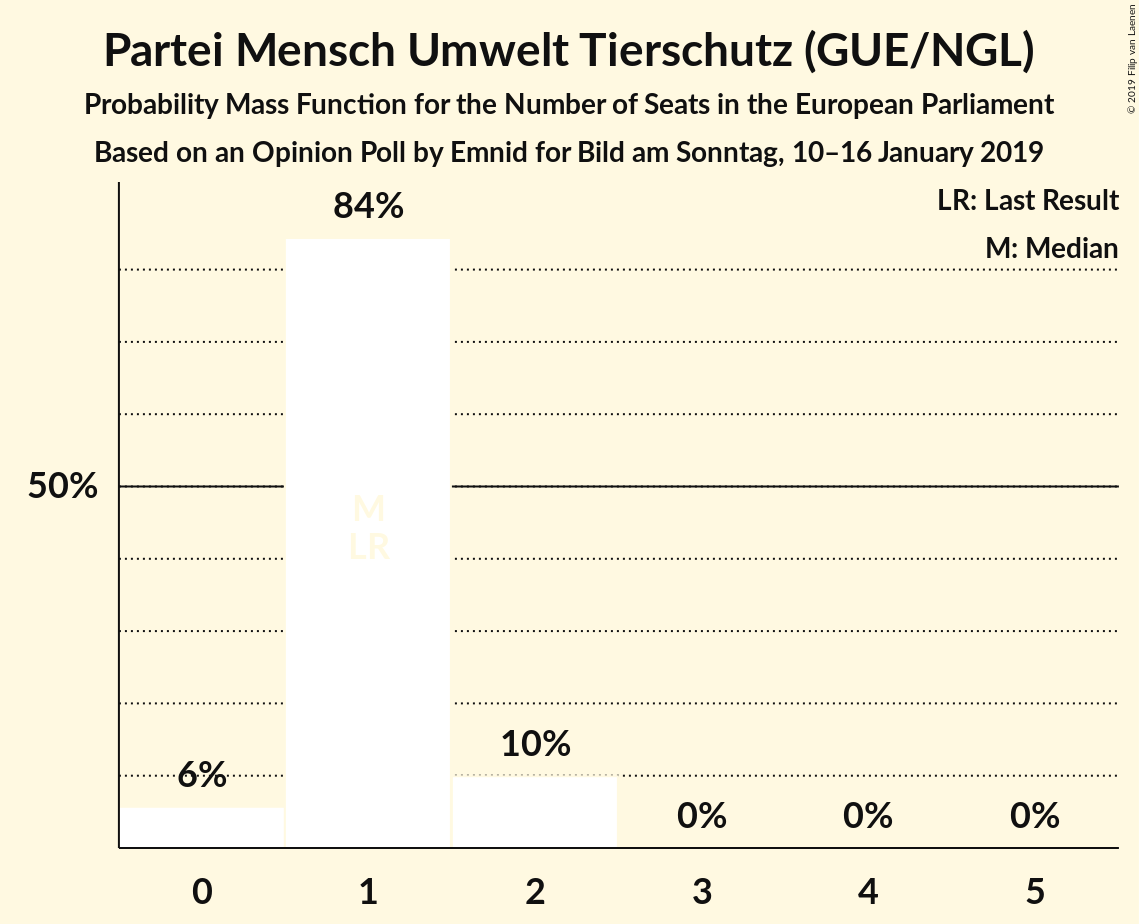 Partei Mensch Umwelt Tierschutz (GUE/NGL)
Probability Mass Function for the Number of Seats in the European Parliament
Based on an Opinion Poll by Emnid for Bild am Sonntag, 10–16 January 2019
© 2019 Filip van Laenen
LR: Last Result
M: Median
84%
50%
M
LR
10%
6%
0%
0%
0%
0
1
2
3
4
5